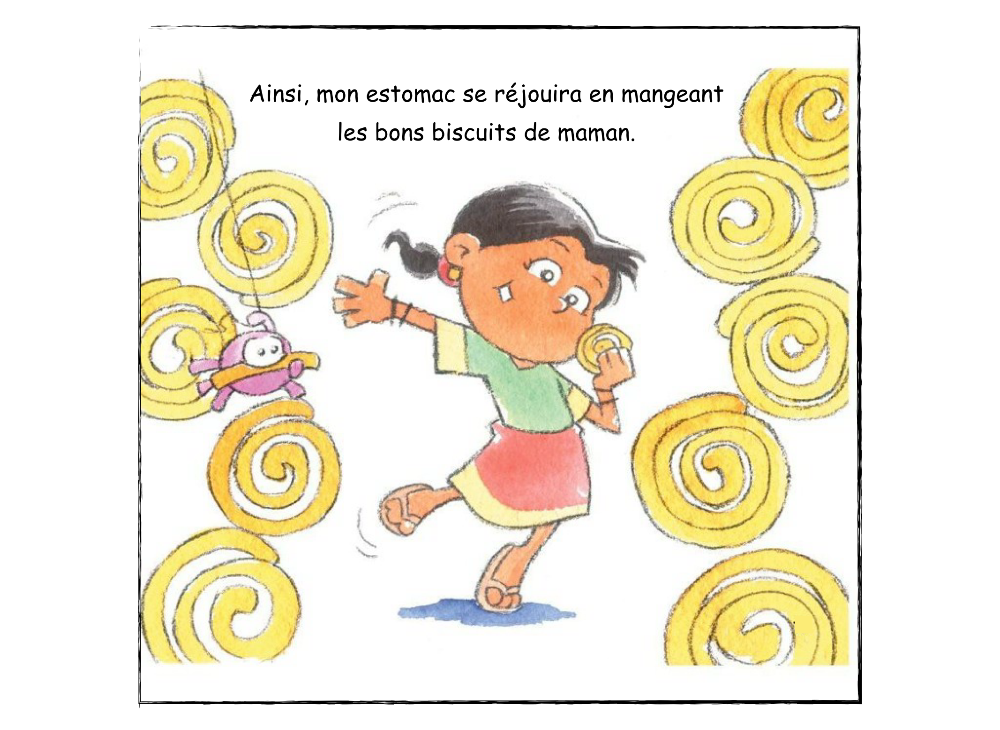 Ainsi, mon estomac se réjouira en mangeant
les bons biscuits de maman.